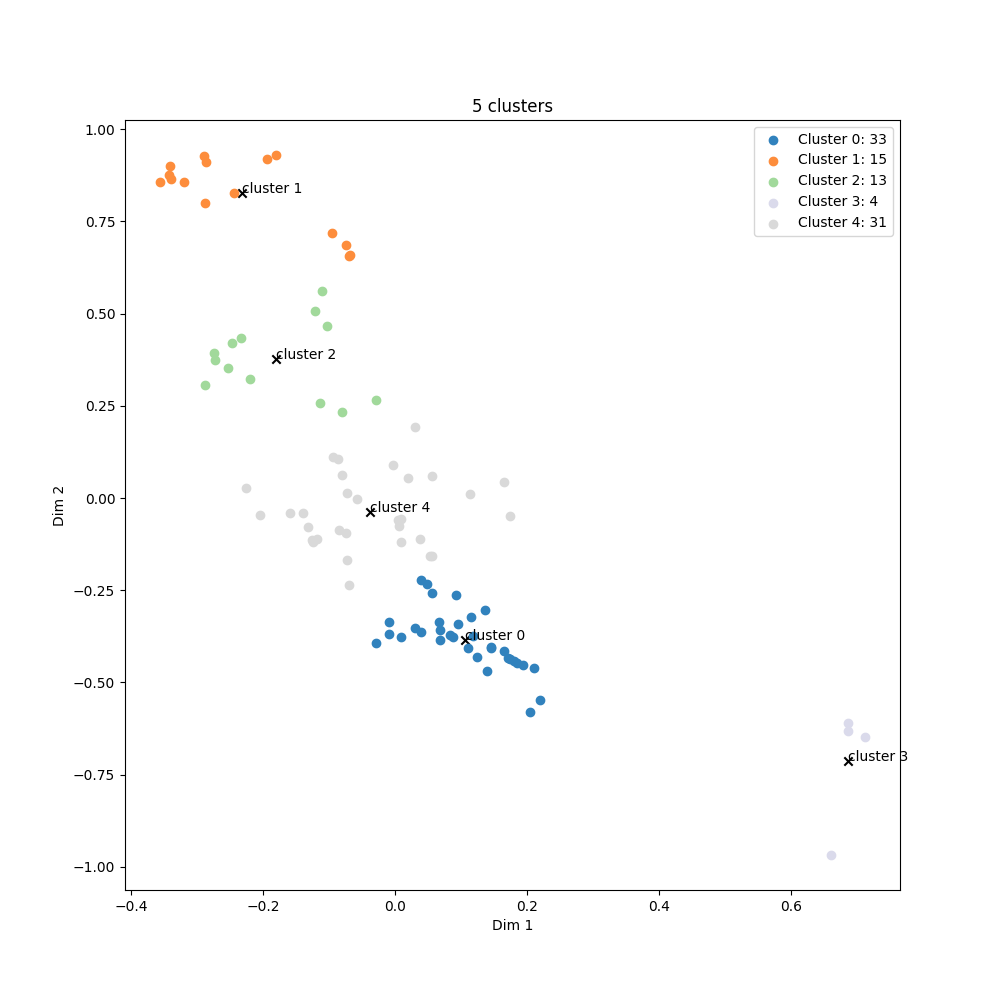 5 clusters
1.00
0.75
0.50
0.25
0.00
−0.25
−0.50
−0.75
−1.00
Dim 2
−0.4
−0.2
0.0
0.2
0.4
0.6
Dim 1
Cluster 0: 33
Cluster 1: 15
Cluster 2: 13
Cluster 3: 4
Cluster 4: 31
cluster 1
cluster 2
cluster 4
cluster 0
cluster 3